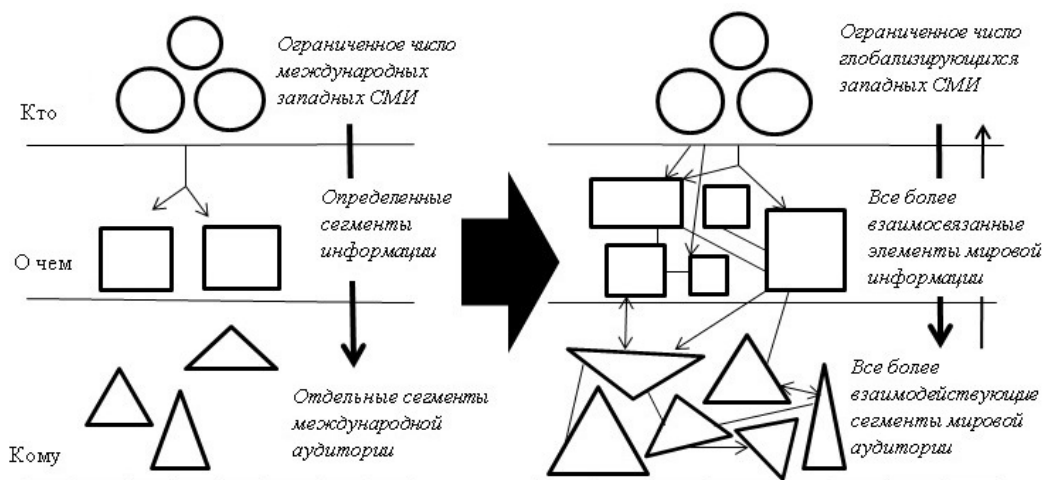 Ограниченное число
международных
западных СМИ
Кто
Определенные
сегменты
информации
О чем
Отдельные сегменты
международной
аудитории
Кому
Ограниченное число
глобализирующихся
западных СМИ
Все более
взаимосвязанные
элементы мировой
информации
Все более
взаимодействующие
сегменты мировой
аудитории